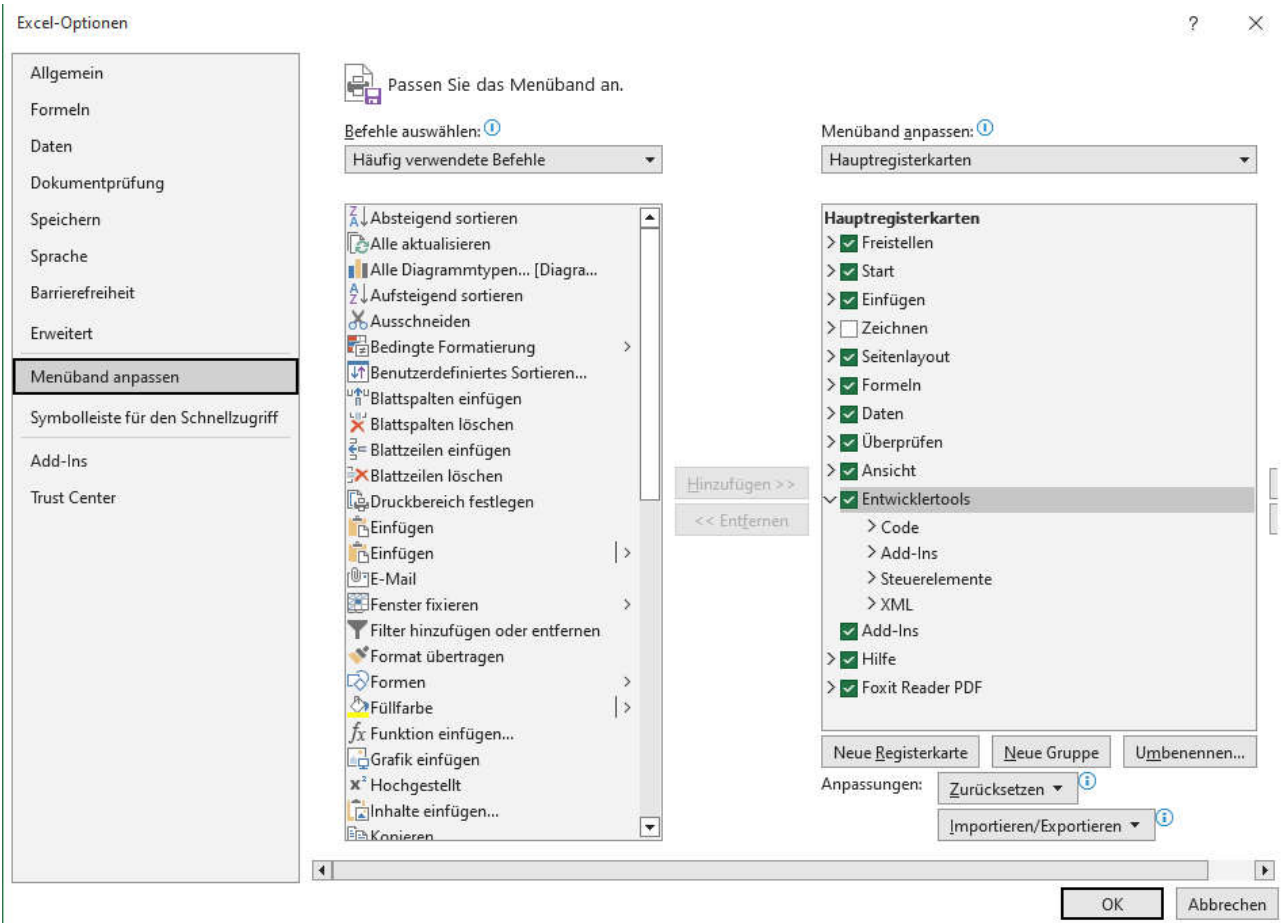 Excel-Optionen
?
Allgemein
Formeln
Daten
Dokumentprüfung
Speichern
Sprache
Barrierefreiheit
Erweitert
Menüband anpassen
Symbolleiste für den Schnellzugriff
Add-Ins
Trust Center
Passen Sie das Menüband an.
Befehle auswählen:
Häufig verwendete Befehle
Absteigend sortieren
Alle aktualisieren
Alle Diagrammtypen... [Diagra...
Aufsteigend sortieren
Ausschneiden
Bedingte Formatierung
Benutzerdefiniertes Sortieren...
Blattspalten einfügen
Blattspalten löschen
Blattzeilen einfügen
Blattzeilen löschen
Druckbereich festlegen
Einfügen
Einfügen
E-Mail
Fenster fixieren
Filter hinzufügen oder entfernen
Format übertragen
Formen
Füllfarbe
Funktion einfügen...
Grafik einfügen
Hochgestellt
Inhalte einfügen...
Kopieren
Hinzufügen >>
<< Entfernen
Menüband anpassen:
Hauptregisterkarten
Hauptregisterkarten
Freistellen
Start
Einfügen
Zeichnen
Seitenlayout
Formeln
Daten
Überprüfen
Ansicht
Entwicklertools
Code
Add-Ins
Steuerelemente
XML
Add-Ins
Hilfe
Foxit Reader PDF
Neue Registerkarte
Neue Gruppe
Umbenennen...
Anpassungen:
Zurücksetzen
Importieren/Exportieren
OK
Abbrechen